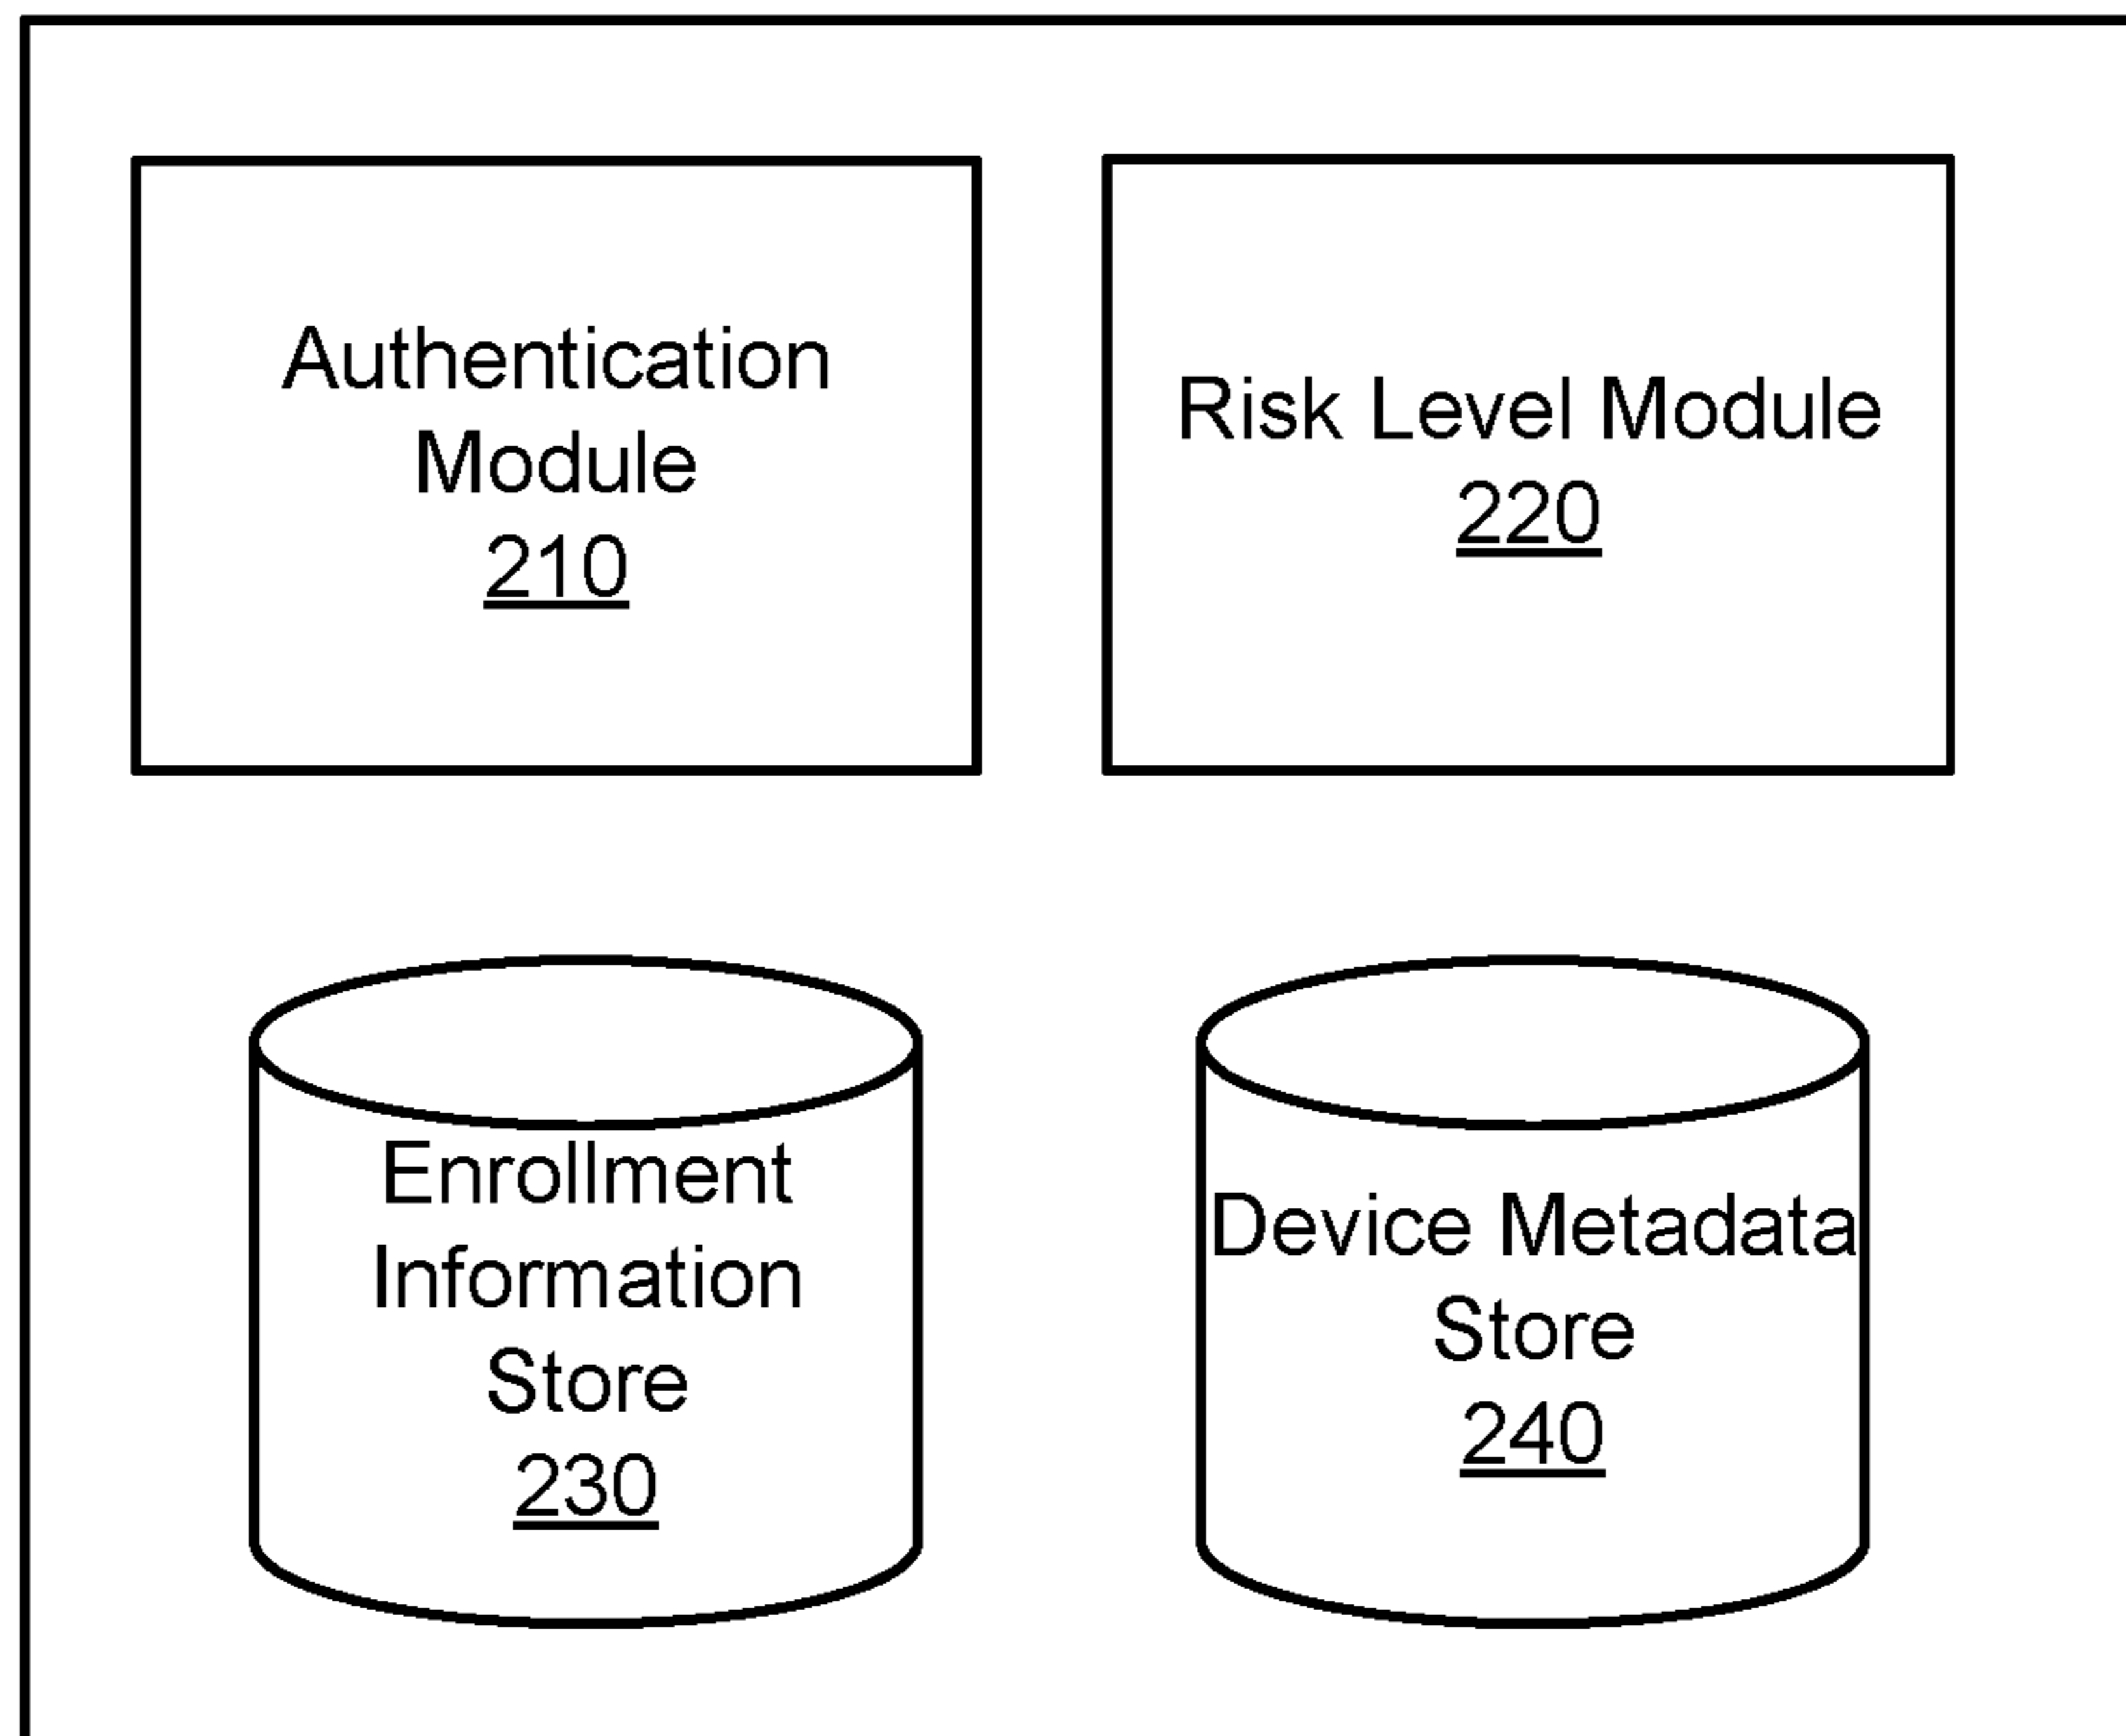 Authentication
Module
210
Risk Level Module
220
Enrollment
Information
Store
230
Device Metadata
Store
240